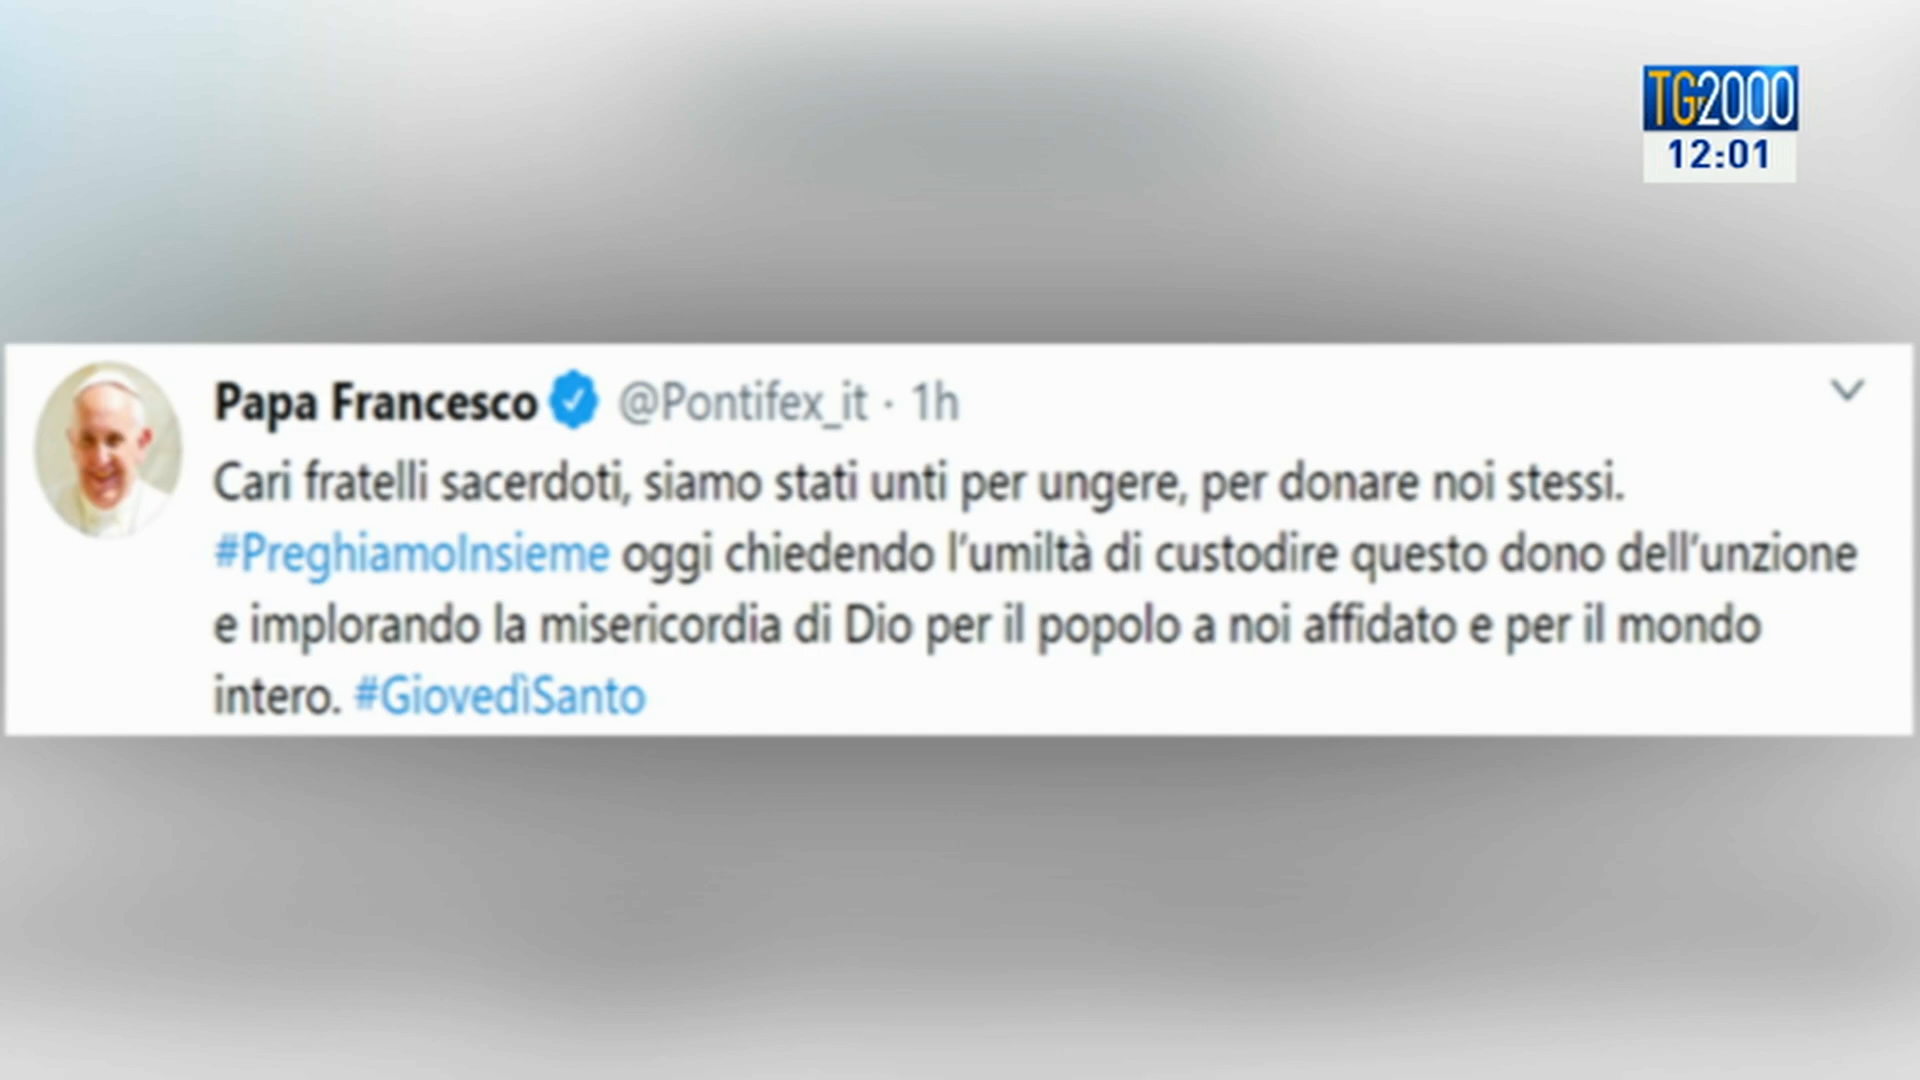 TG2000
12:01
Papa Francesco @Pontifex_it · 1h
Cari fratelli sacerdoti, siamo stati unti per ungere, per donare noi stessi.
#PreghiamoInsieme oggi chiedendo l’umiltà di custodire questo dono dell’unzione
e implorando la misericordia di Dio per il popolo a noi affidato e per il mondo
intero. #GiovedìSanto